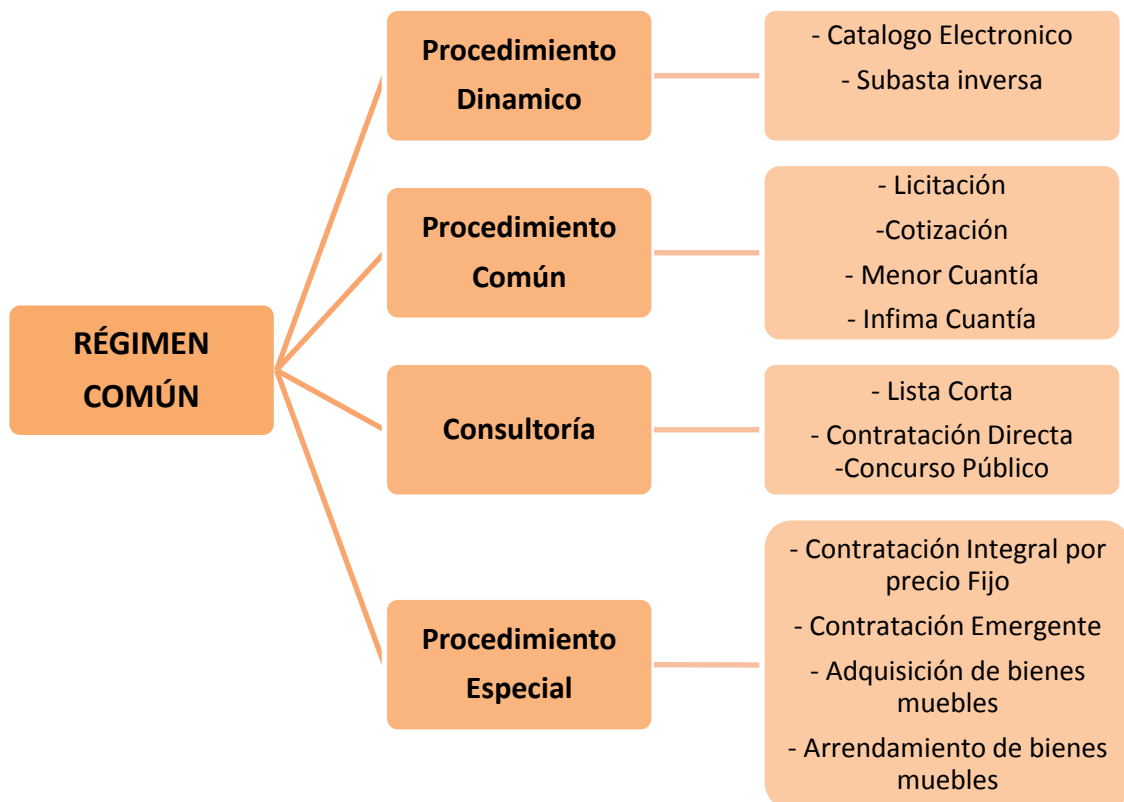 RÉGIMEN
COMÚN
Procedimiento
Dinamico
- Catalogo Electronico
- Subasta inversa
Procedimiento
Común
- Licitación
-Cotización
- Menor Cuantía
- Infima Cuantía
Consultoría
- Lista Corta
- Contratación Directa
-Concurso Público
Procedimiento
Especial
- Contratación Integral por
precio Fijo
- Contratación Emergente
- Adquisición de bienes
muebles
- Arrendamiento de bienes
muebles